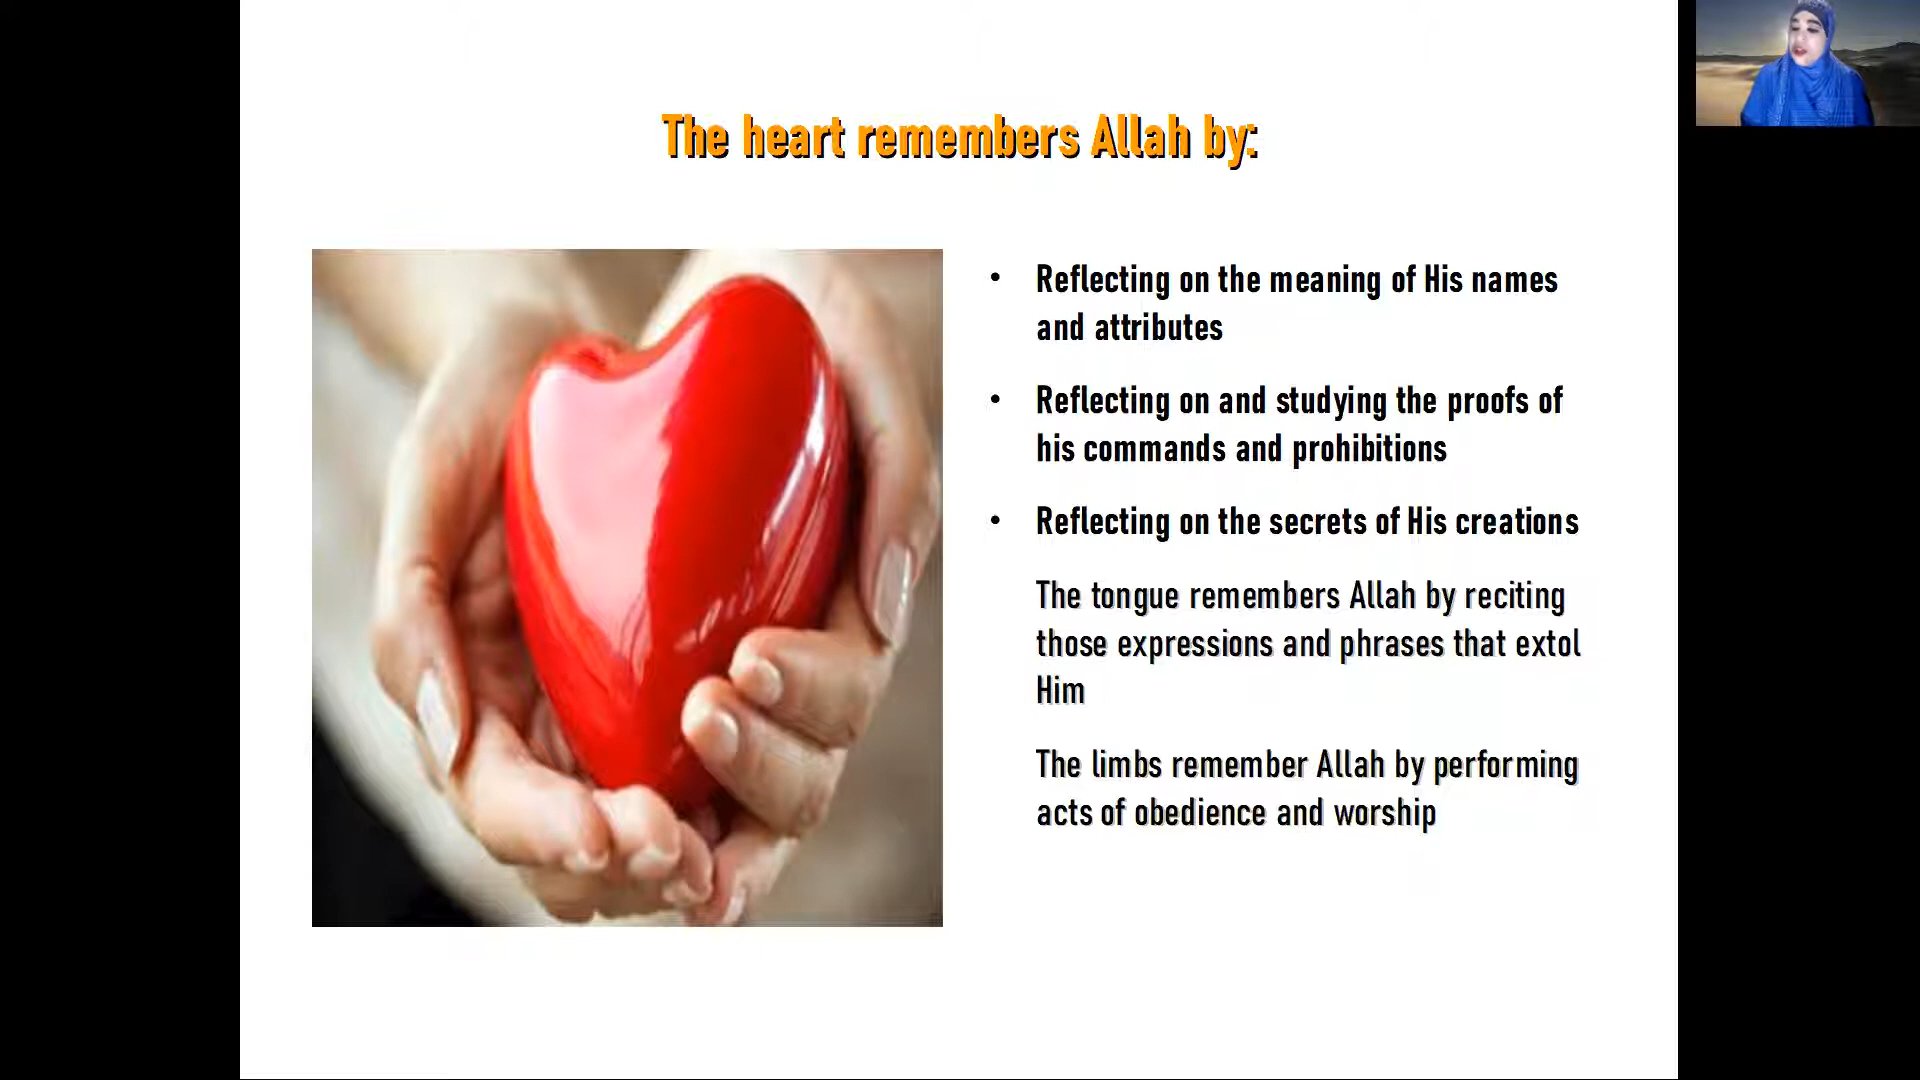 The heart remembers Allah by:
• Reflecting on the meaning of His names
and attributes
• Reflecting on and studying the proofs of
his commands and prohibitions
• Reflecting on the secrets of His creations
The tongue remembers Allah by reciting
those expressions and phrases that extol
Him
The limbs remember Allah by performing
acts of obedience and worship